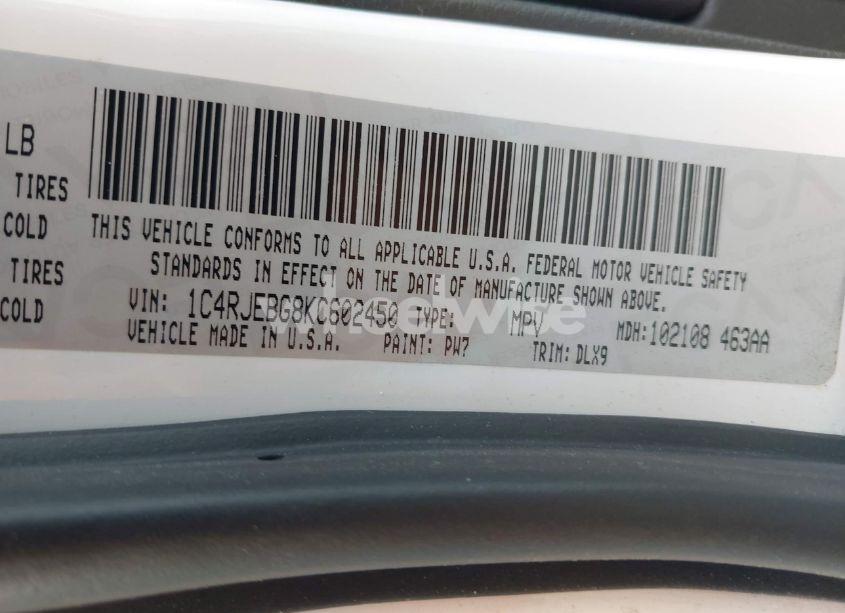 LB
TIRES
COLD
TIRES
COLD
THIS VEHICLE CONFORMS TO ALL APPLICABLE U.S.A. FEDERAL MOTOR VEHICLE SAFETY
STANDARDS IN EFFECT ON THE DATE OF MANUFACTURE SHOWN ABOVE.
VIN: 1C4RJEBG8KC602450 TYPE: MPV MDH:102108 463AA
VEHICLE MADE IN U.S.A. PAINT: PW7 TRIM: DLX9
wheelwise